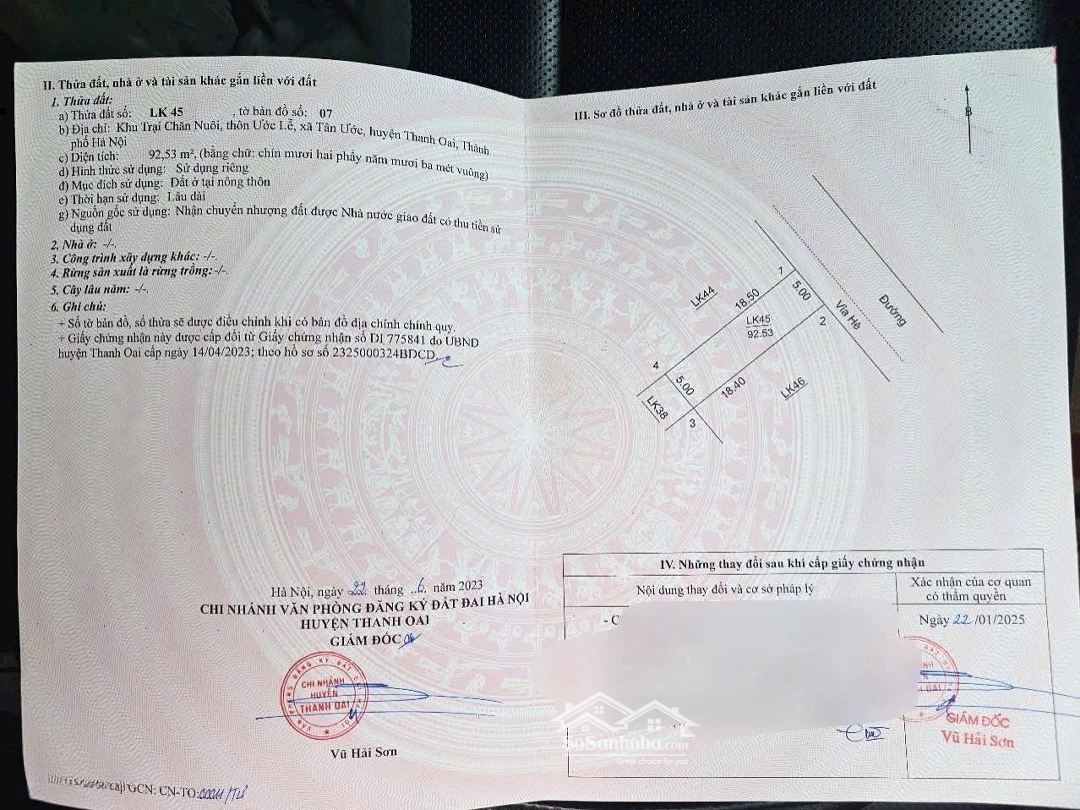 II. Thửa đất, nhà ở và tài sản khác gắn liền với đất
1. Thửa đất:
a) Thửa đất số: LK 45 , tờ bản đồ số: 07
b) Địa chỉ: Khu Trại Chăn Nuôi, thôn Ước Lễ, xã Tân Ước, huyện Thanh Oai, Thành
phố Hà Nội
c) Diện tích: 92,53 m², (bằng chữ: chín mươi hai phẩy năm mươi ba mét vuông)
d) Hình thức sử dụng: Sử dụng riêng
đ) Mục đích sử dụng: Đất ở tại nông thôn
e) Thời hạn sử dụng: Lâu dài
g) Nguồn gốc sử dụng: Nhận chuyển nhượng đất được Nhà nước giao đất có thu tiền sử
dụng đất
2. Nhà ở: -/-.
3. Công trình xây dựng khác: -/-.
4. Rừng sản xuất là rừng trồng: -/-.
5. Cây lâu năm: -/-.
6. Ghi chú:
+ Số tờ bản đồ, số thửa sẽ được điều chỉnh khi có bản đồ địa chính chính quy.
+ Giấy chứng nhận này được cấp đổi từ Giấy chứng nhận số DI 775841 do UBND
huyện Thanh Oai cấp ngày 14/04/2023; theo hồ sơ số 2325000324BDCD
Hà Nội, ngày 22 tháng 6 năm 2023
CHI NHÁNH VĂN PHÒNG ĐĂNG KÝ ĐẤT ĐAI HÀ NỘI
HUYỆN THANH OAI
GIÁM ĐỐC
CHI NHÁNH
HUYỆN
THANH OAI
Vũ Hải Sơn
GCN: CN-TO:
III. Sơ đồ thửa đất, nhà ở và tài sản khác gắn liền với đất
B
1
LK44
18.50
5.00
Vỉa Hè
Đường
LK45
92.53
2
4
5.00
18.40
LK46
LK38
3
IV. Những thay đổi sau khi cấp giấy chứng nhận
Nội dung thay đổi và cơ sở pháp lý
Xác nhận của cơ quan
có thẩm quyền
- C
Ngày 22 /01/2025
GIÁM ĐỐC
Vũ Hải Sơn
SoSanhnha.com
Great choice for you